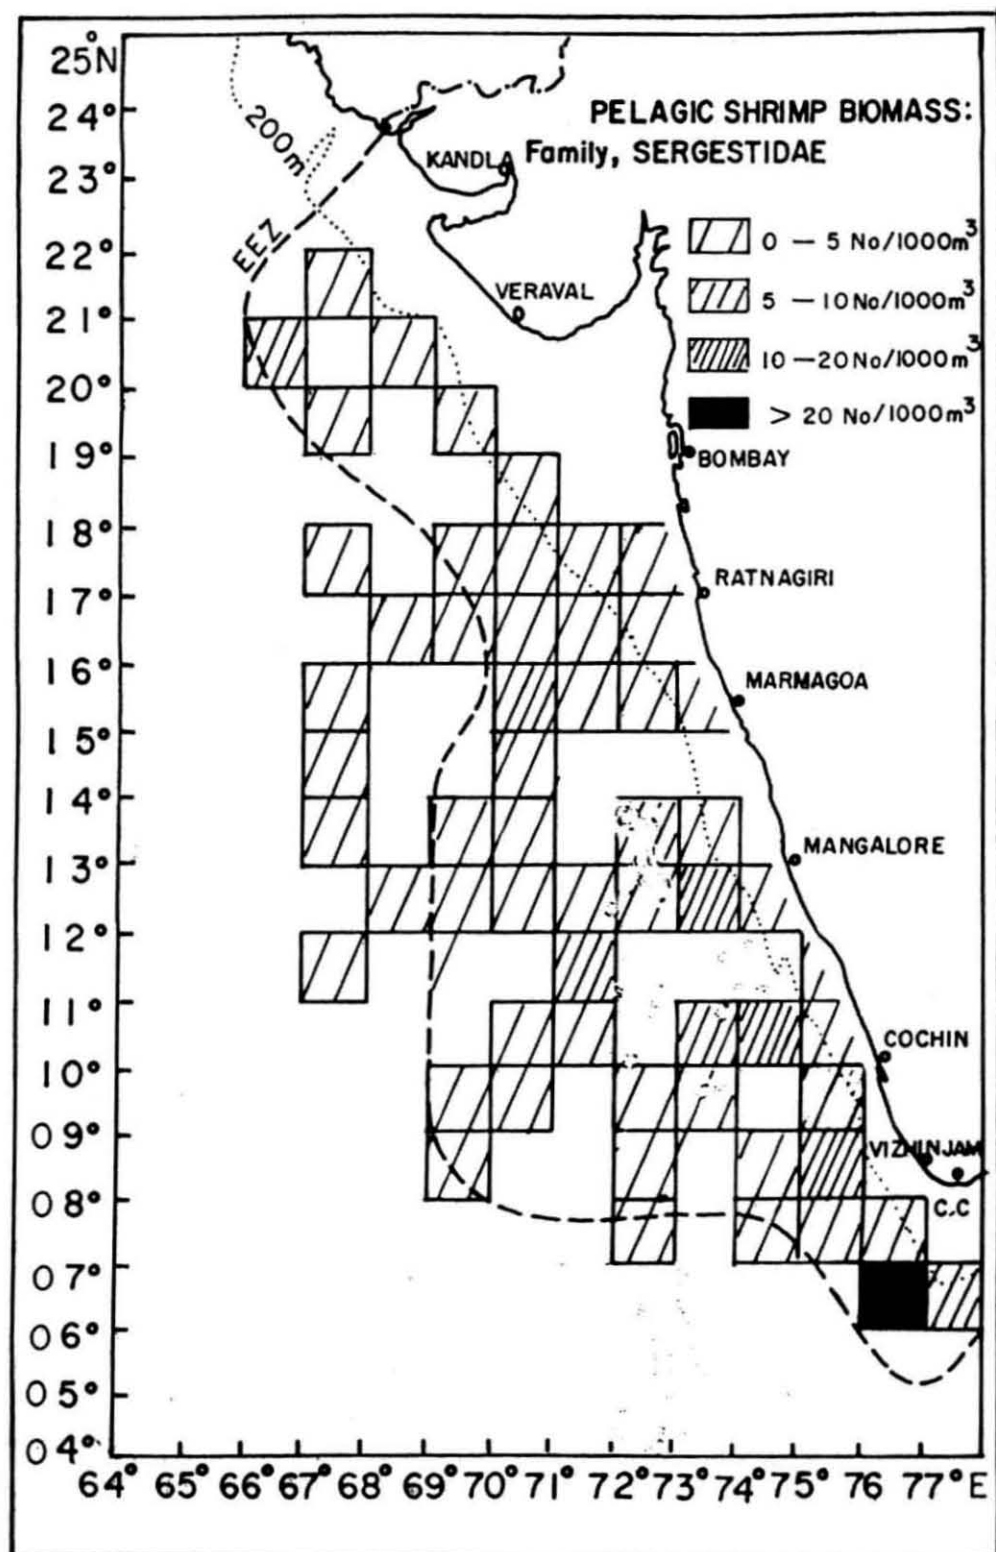 25°N
24°
23°
22°
21°
20°
19°
18°
17°
16°
15°
14°
13°
12°
11°
10°
09°
08°
07°
06°
05°
04°
64° 65° 66° 67° 68° 69° 70° 71° 72° 73° 74° 75° 76° 77° E
PELAGIC SHRIMP BIOMASS:
Family, SERGESTIDAE
0 — 5 No/1000m³
5 — 10 No/1000m³
10 — 20 No/1000m³
> 20 No/1000m³
200m
EEZ
KANDLA
VERAVAL
BOMBAY
RATNAGIRI
MARMAGOA
MANGALORE
COCHIN
VIZHINJAM
C.C